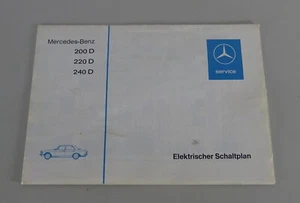 Mercedes-Benz
200 D
220 D
240 D
service
Elektrischer Schaltplan